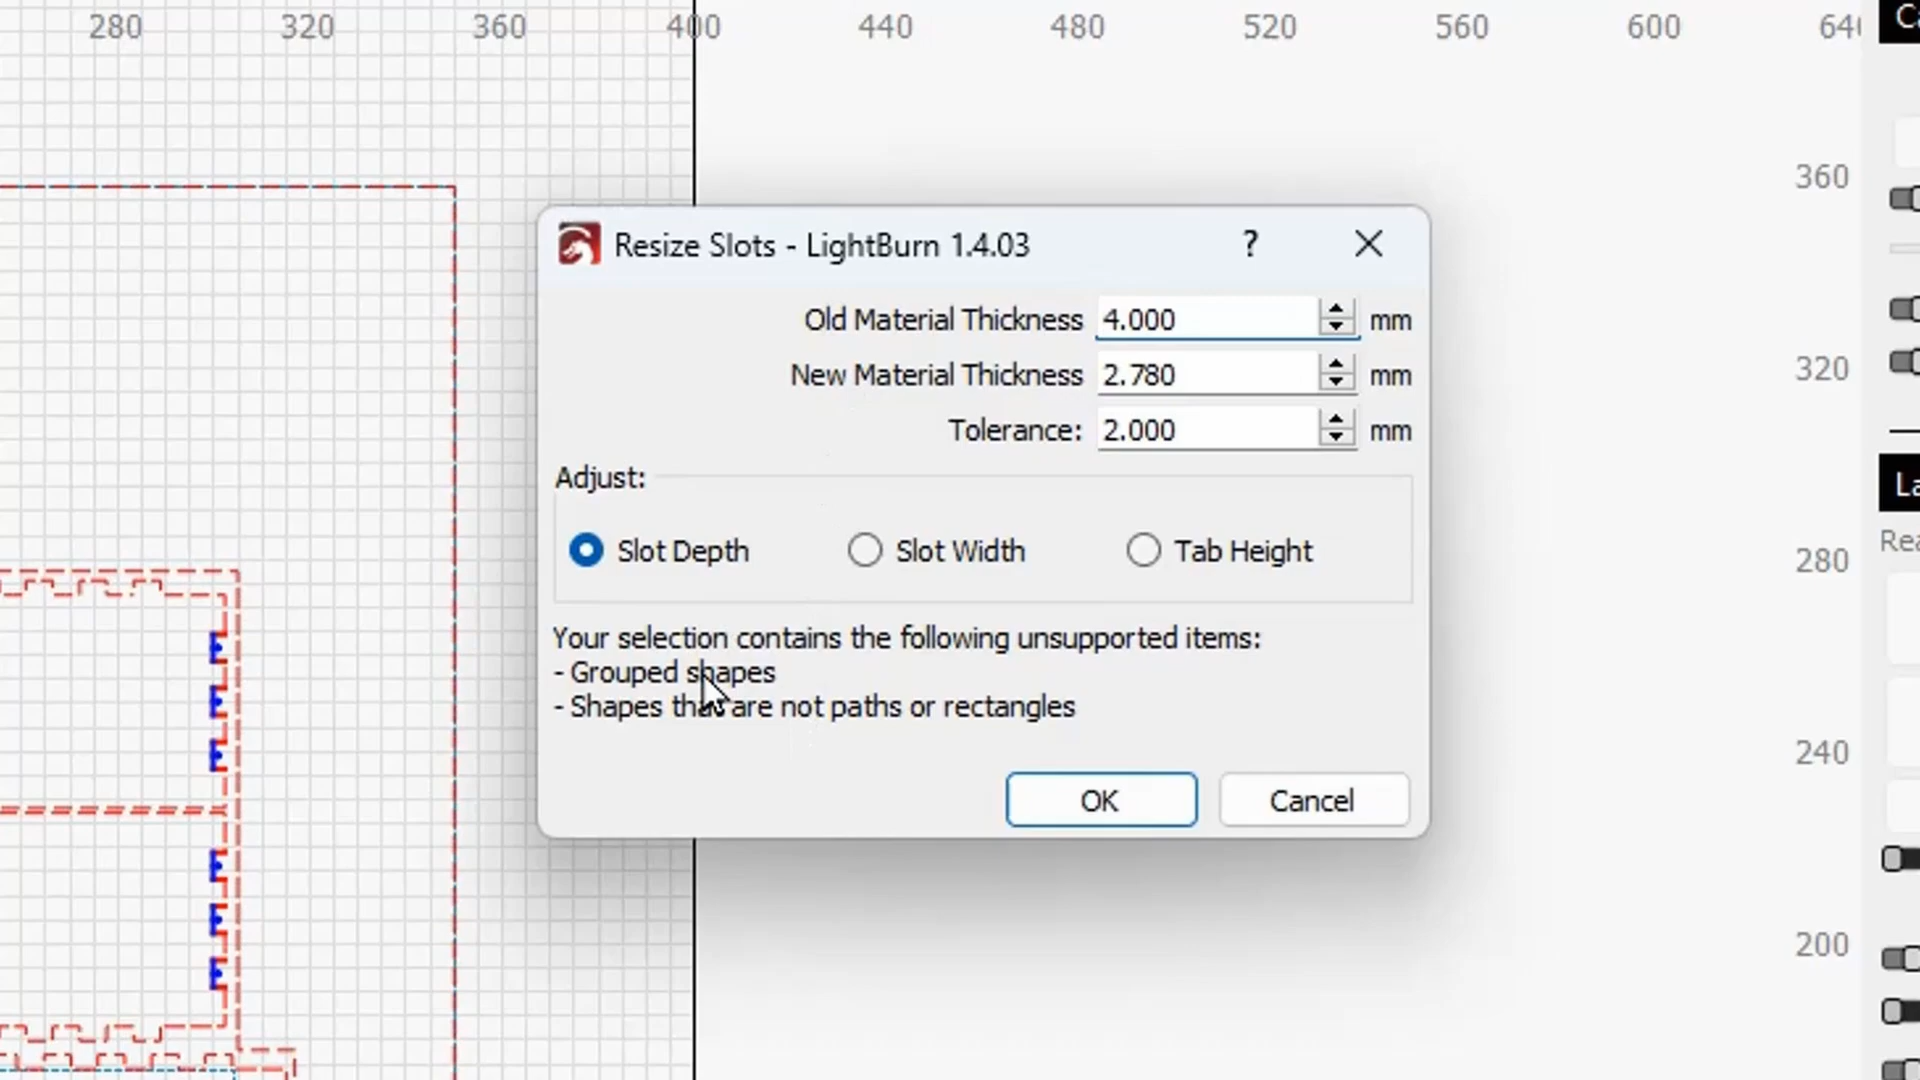 280 320 360 400 440 480 520 560 600
360
Resize Slots - LightBurn 1.4.03 ?
Old Material Thickness 4.000 mm
New Material Thickness 2.780 mm
320
Tolerance: 2.000 mm
Adjust:
Slot Depth Slot Width Tab Height
280
Your selection contains the following unsupported items:
- Grouped shapes
- Shapes that are not paths or rectangles
240
OK Cancel
200